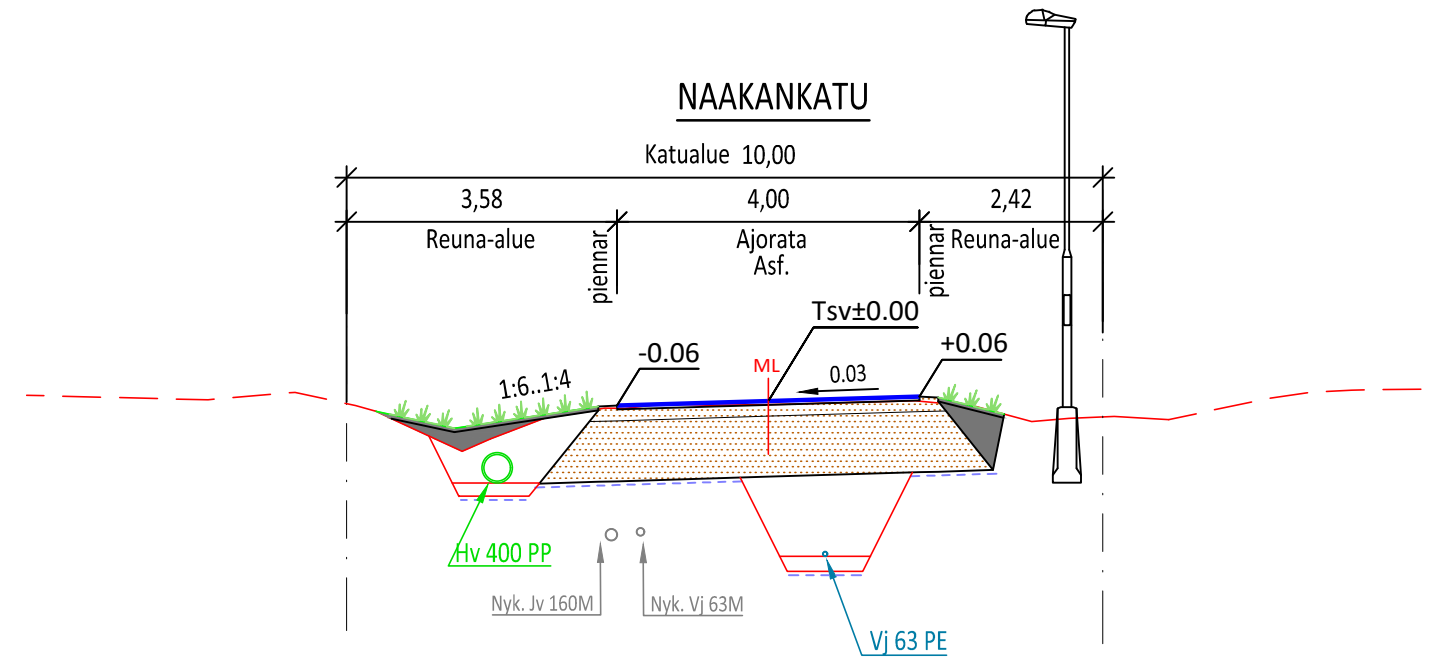 NAAKANKATU
Katualue 10,00
3,58
4,00
2,42
Reuna-alue
piennar
Ajorata
Asf.
piennar
Reuna-alue
Tsv±0.00
-0.06
+0.06
ML
0.03
1:6..1:4
Hv 400 PP
Nyk. Jv 160M
Nyk. Vj 63M
Vj 63 PE